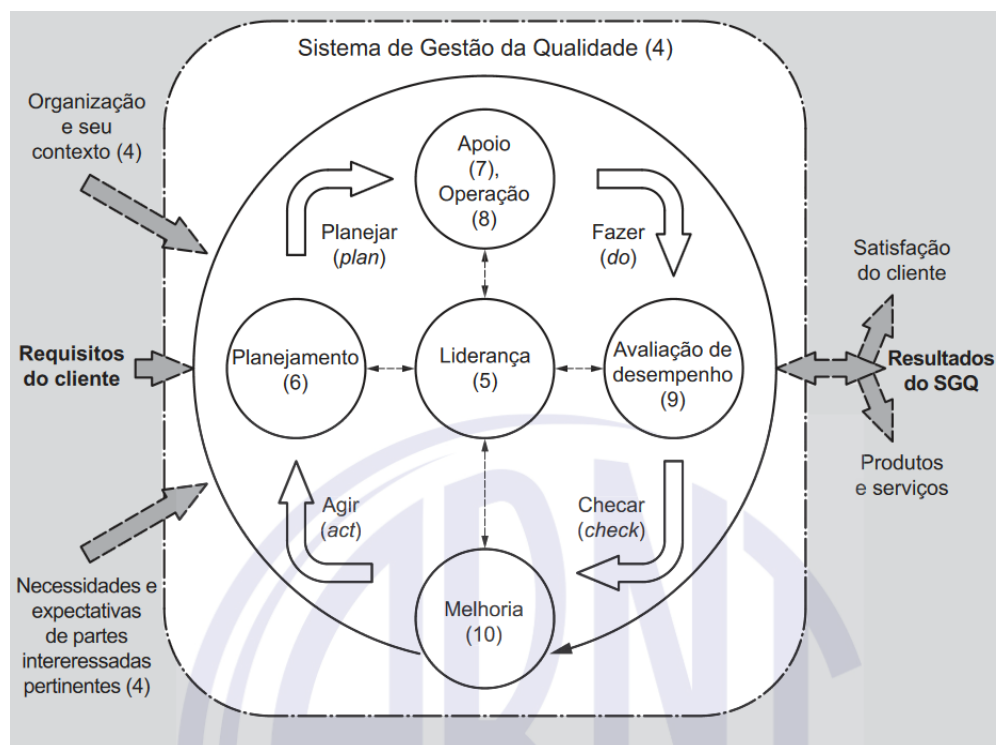 Sistema de Gestão da Qualidade (4)
Organização
e seu
contexto (4)
Apoio
(7),
Operação
(8)
Planejar
(plan)
Fazer
(do)
Satisfação
do cliente
Requisitos
do cliente
Planejamento
(6)
Liderança
(5)
Avaliação de
desempenho
(9)
Resultados
do SGQ
Produtos
e serviços
Agir
(act)
Checar
(check)
Necessidades e
expectativas
de partes
intereressadas
pertinentes (4)
Melhoria
(10)
ABNT